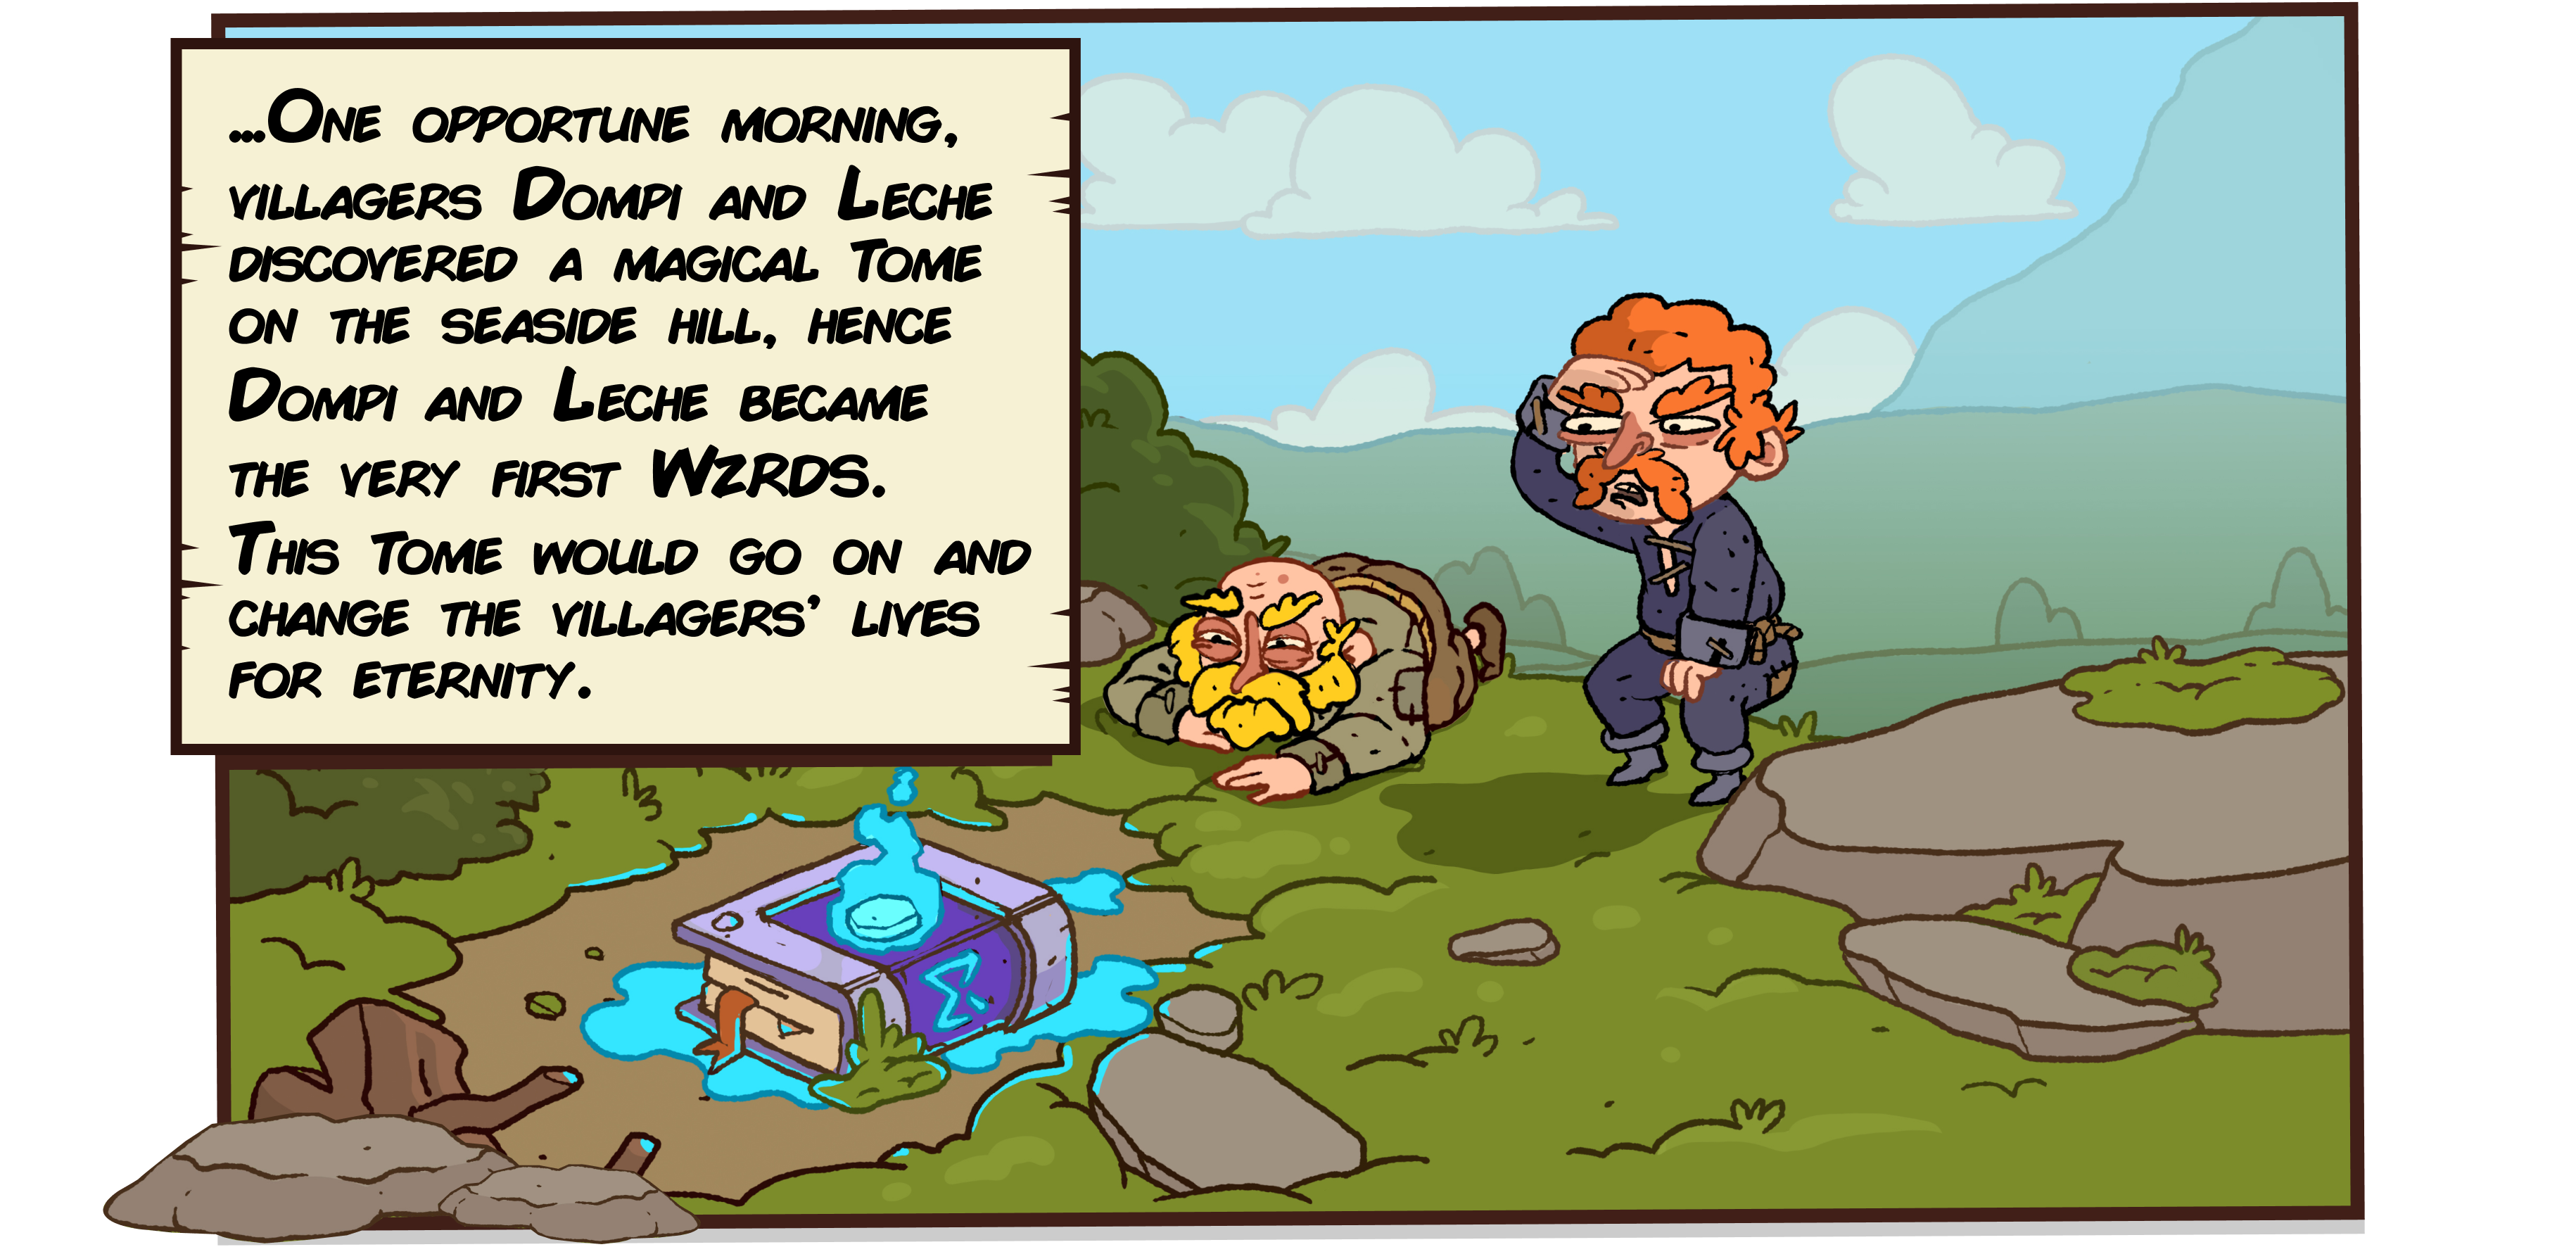 ...One opportune morning,
villagers Dompi and Leche
discovered a magical Tome
on the seaside hill, hence
Dompi and Leche became
the very first Wzrds.
This Tome would go on and
change the villagers' lives
for eternity.
Σ